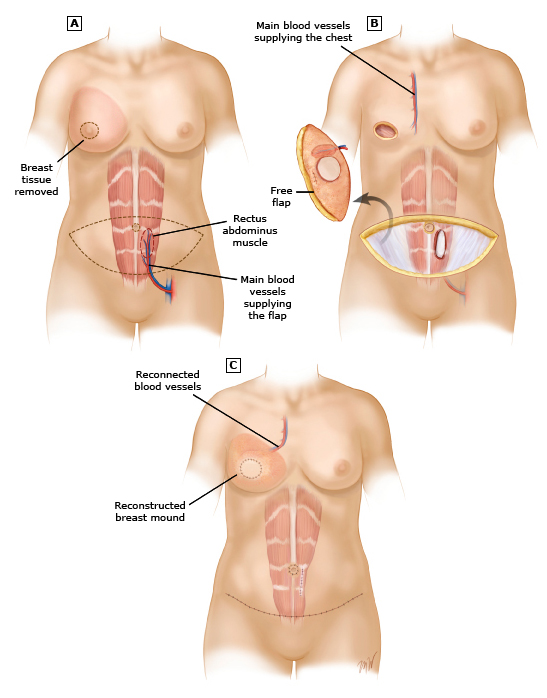 A
Breast
tissue
removed
Rectus
abdominus
muscle
Main blood
vessels
supplying
the flap
B
Main blood vessels
supplying the chest
Free
flap
C
Reconnected
blood vessels
Reconstructed
breast mound